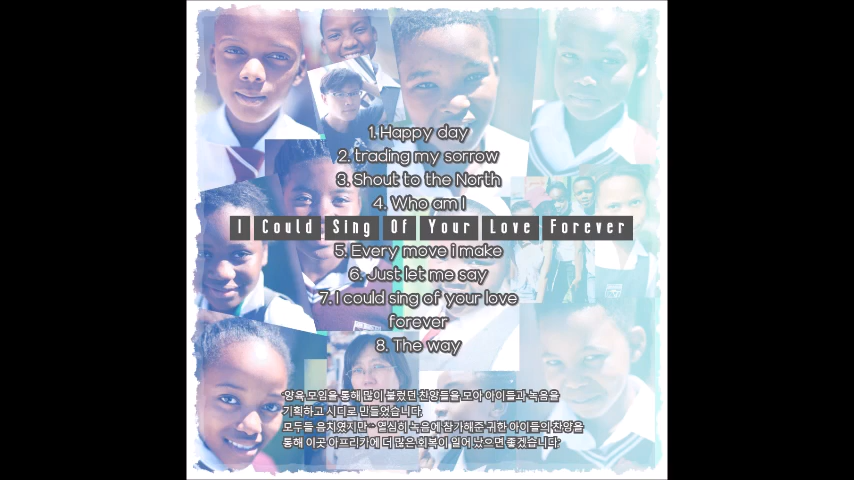 1. Happy day
2. trading my sorrow
3. Shout to the North
4. Who am I
I Could Sing Of Your Love Forever
5. Every move i make
6. Just let me say
7. I could sing of your love
forever
8. The way
"양육 모임을 통해 많이 불렀던 찬양들을 모아 아이들과 녹음을
기획하고 시디로 만들었습니다.
모두들 음치였지만^^ 열심히 녹음에 참가해준 귀한 아이들의 찬양을
통해 이곳 아프리카에 더 많은 회복이 일어 났으면 좋겠습니다"